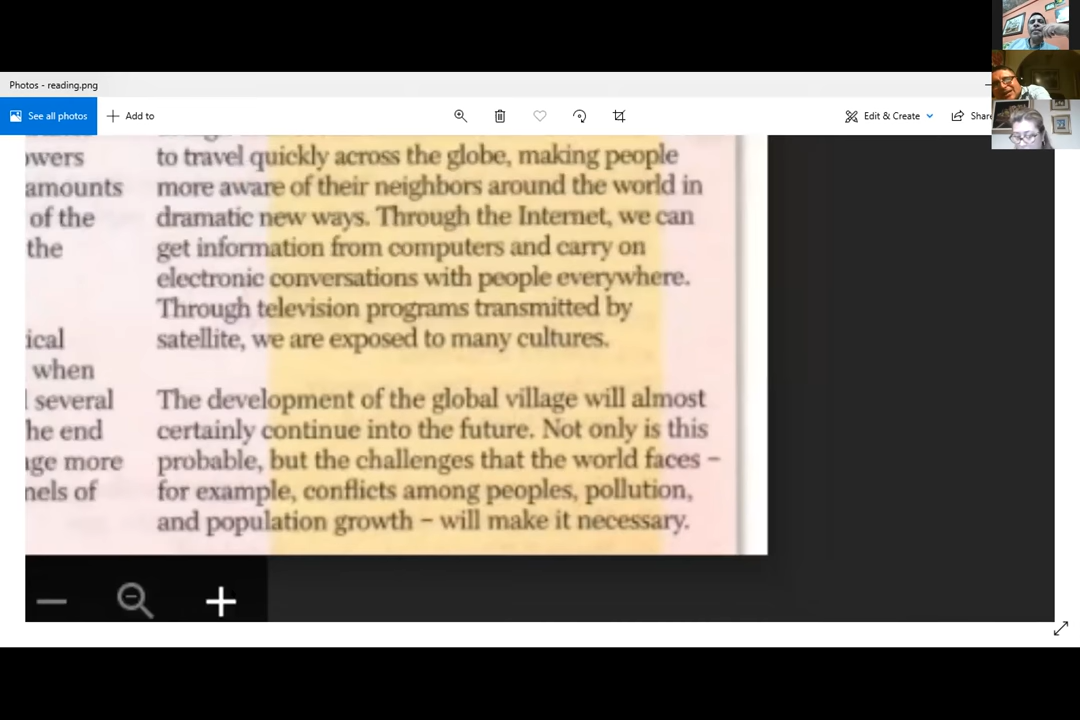 Photos - reading.png
See all photos
Add to
Edit & Create
Share
amounts
of the
the
when
several
end
more
of
to travel quickly across the globe, making people
more aware of their neighbors around the world in
dramatic new ways. Through the Internet, we can
get information from computers and carry on
electronic conversations with people everywhere.
Through television programs transmitted by
satellite, we are exposed to many cultures.
The development of the global village will almost
certainly continue into the future. Not only is this
probable, but the challenges that the world faces –
for example, conflicts among peoples, pollution,
and population growth – will make it necessary.